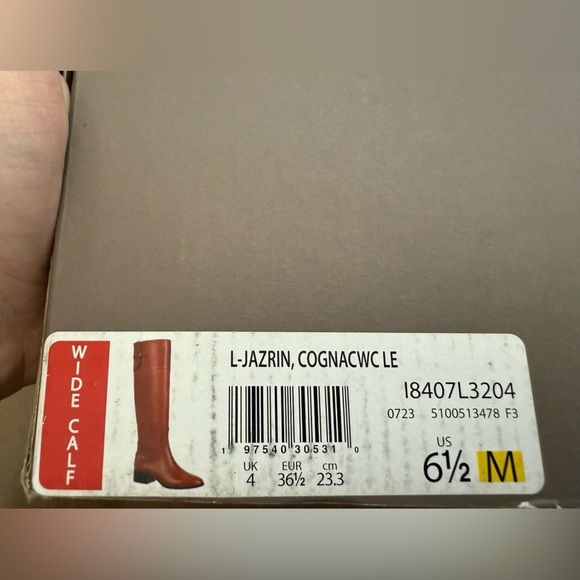 WIDE CALF
L-JAZRIN, COGNACWC LE
I8407L3204
0723 5100513478 F3
1 97540 30531 0
UK EUR cm
4 36½ 23.3
US
6½ M